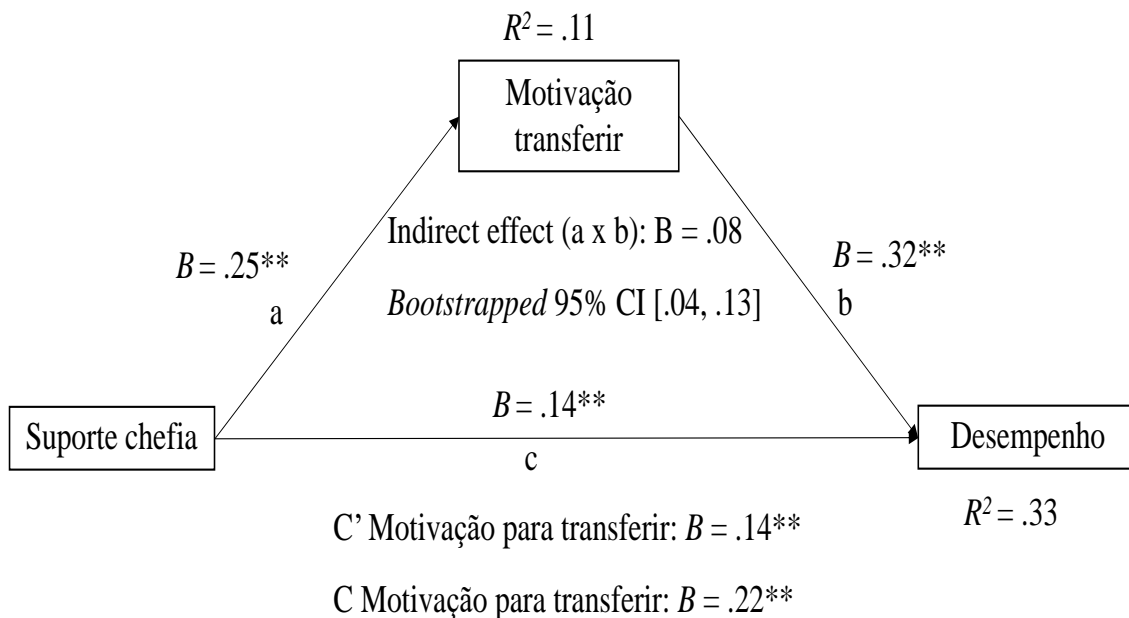 R² = .11
Motivação
transferir
Indirect effect (a x b): B = .08
B = .25**
B = .32**
Bootstrapped 95% CI [.04, .13]
a
b
B = .14**
Suporte chefia
Desempenho
c
R² = .33
C’ Motivação para transferir: B = .14**
C Motivação para transferir: B = .22**